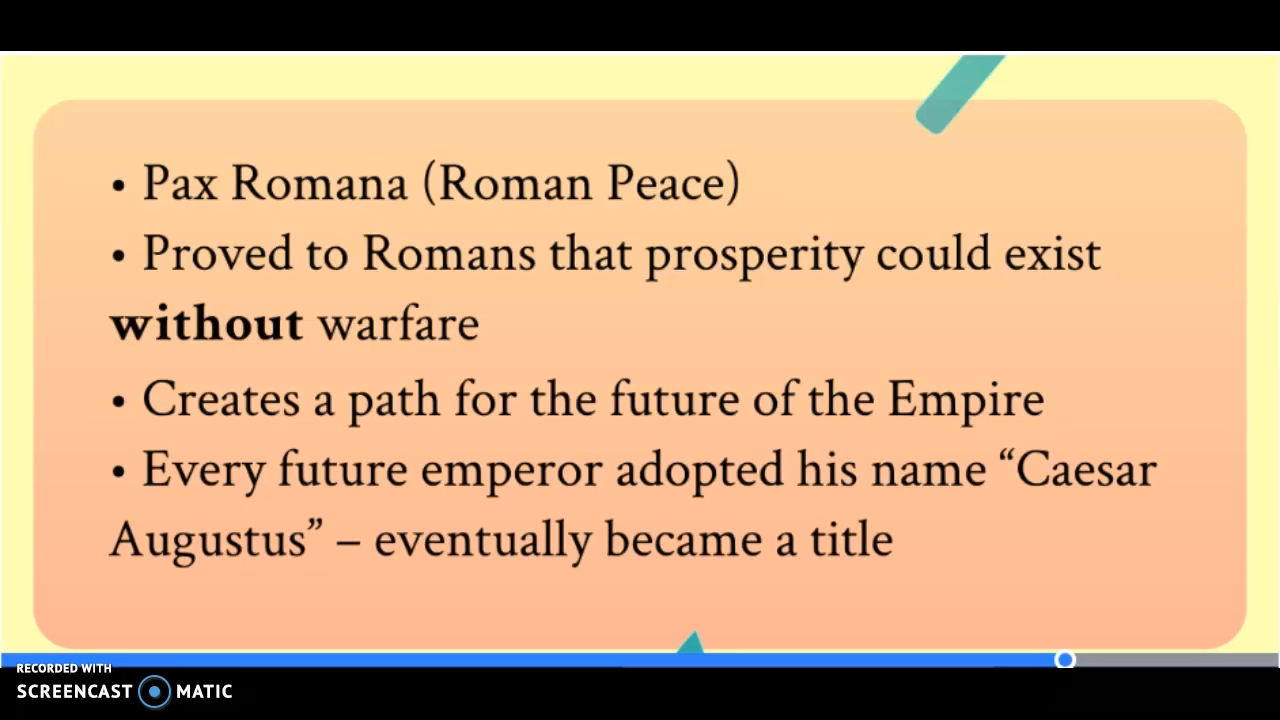 • Pax Romana (Roman Peace)
• Proved to Romans that prosperity could exist
without warfare
• Creates a path for the future of the Empire
• Every future emperor adopted his name “Caesar
Augustus” – eventually became a title
RECORDED WITH
SCREENCAST MATIC